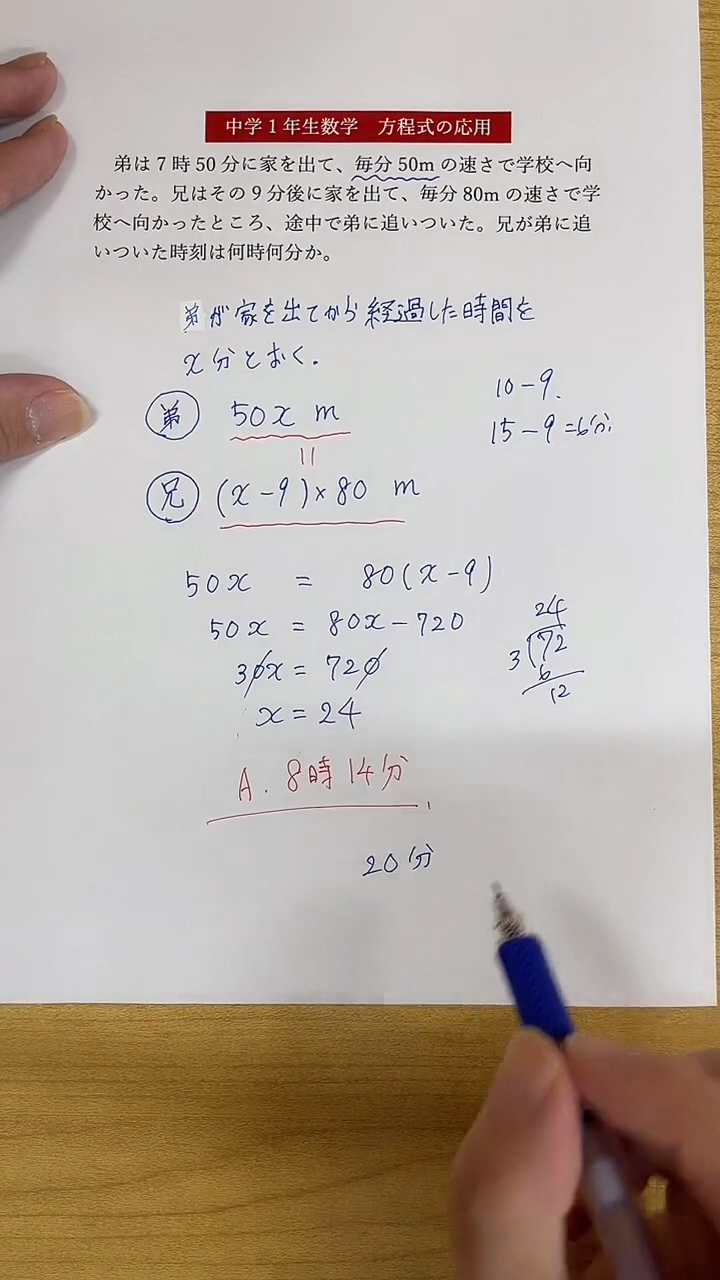 中学1年生数学 方程式の応用
弟は7時50分に家を出て、毎分50mの速さで学校へ向
かった。兄はその9分後に家を出て、毎分80mの速さで学
校へ向かったところ、途中で弟に追いついた。兄が弟に追
いついた時刻は何時何分か。
弟が家を出てから経過した時間を
x分とおく.
10-9.
弟 50x m
15-9=6分
=
兄 (x-9)×80 m
50x = 80(x-9)
50x = 80x-720
30x = 720
x = 24
24
3)72
6
12
A. 8時14分
20分